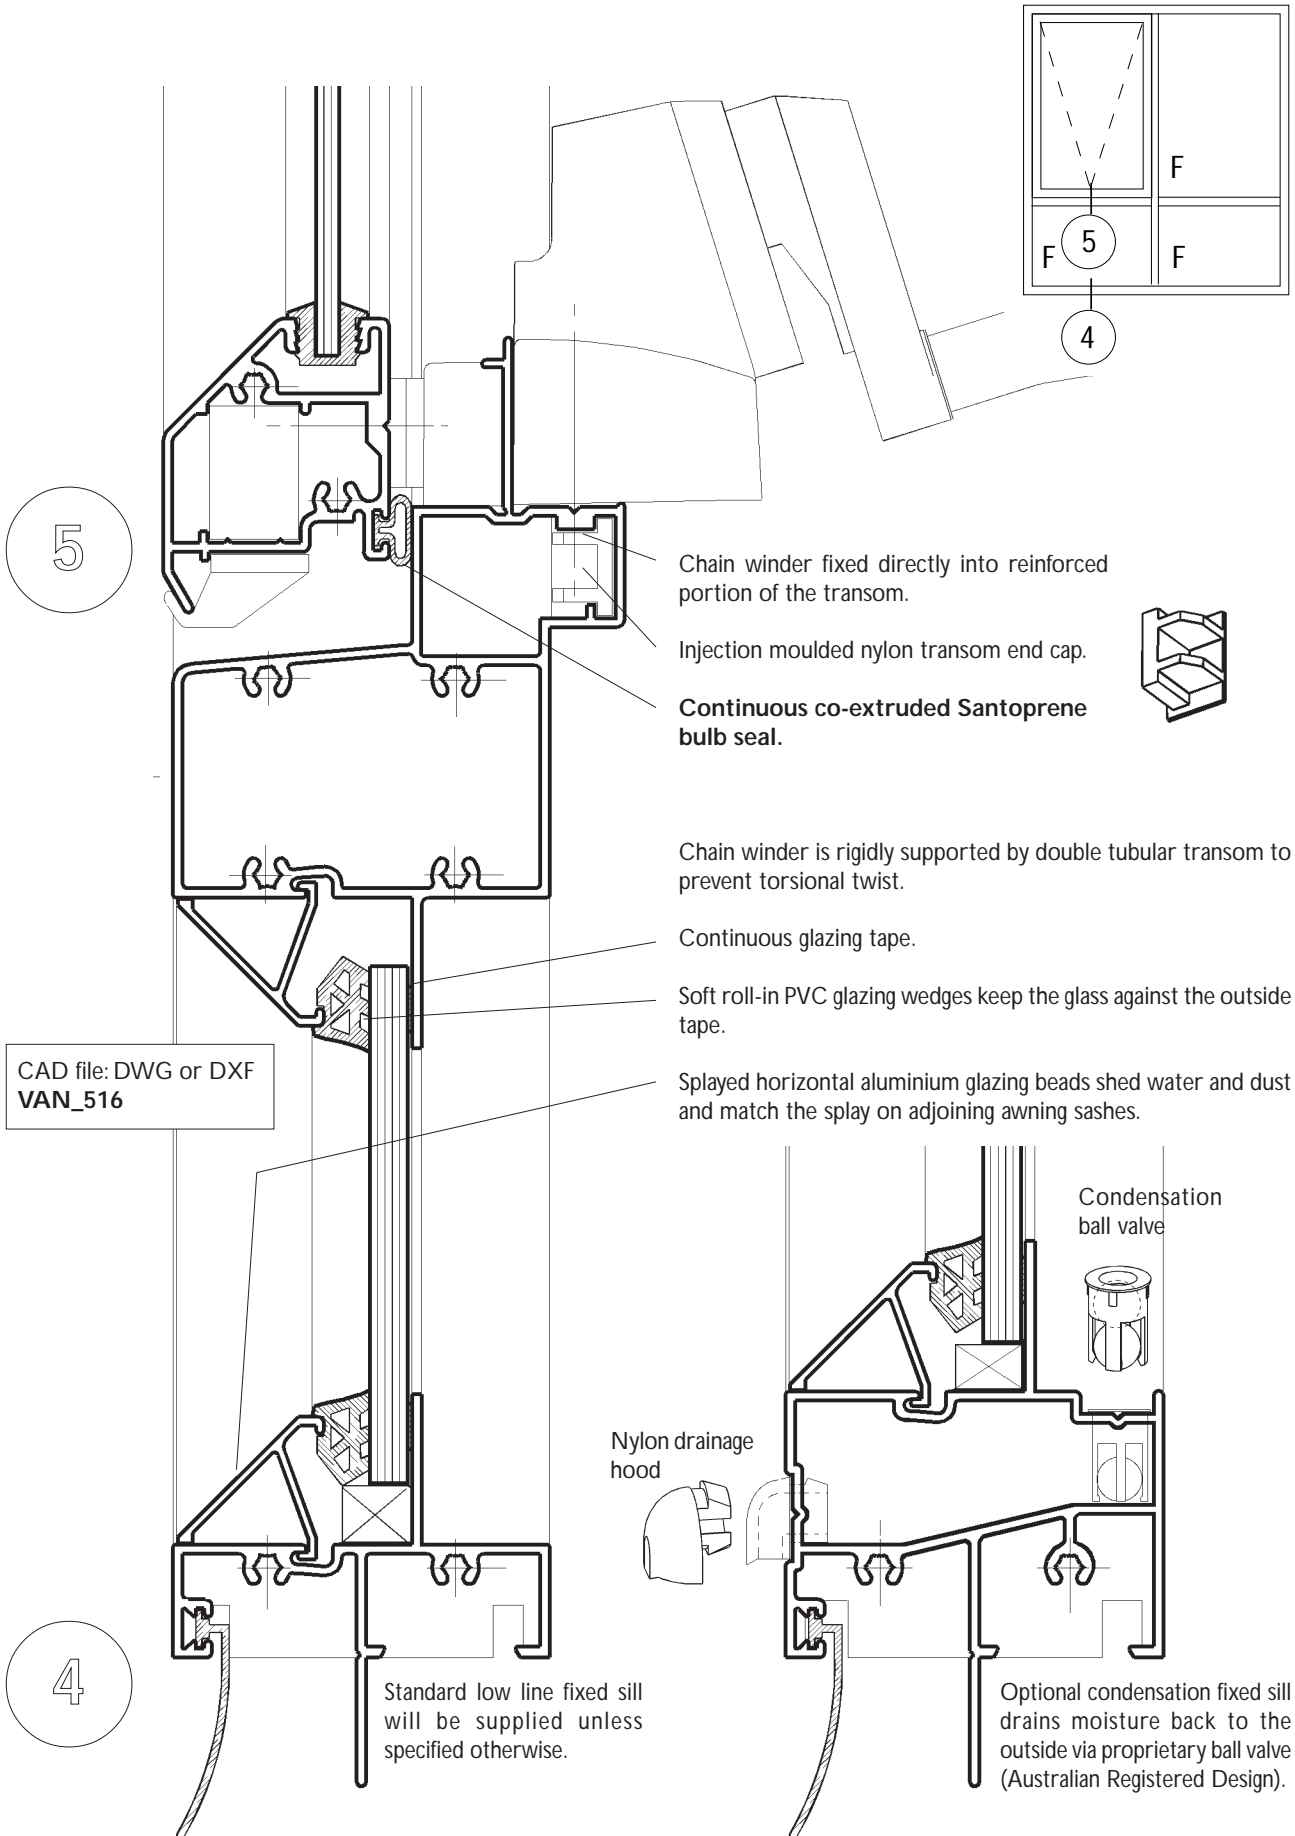 F
F
5
F
4
5
Chain winder fixed directly into reinforced
portion of the transom.
Injection moulded nylon transom end cap.
Continuous co-extruded Santoprene
bulb seal.
Chain winder is rigidly supported by double tubular transom to
prevent torsional twist.
Continuous glazing tape.
Soft roll-in PVC glazing wedges keep the glass against the outside
tape.
CAD file: DWG or DXF
VAN_516
Splayed horizontal aluminium glazing beads shed water and dust
and match the splay on adjoining awning sashes.
Condensation
ball valve
Nylon drainage
hood
4
Standard low line fixed sill
will be supplied unless
specified otherwise.
Optional condensation fixed sill
drains moisture back to the
outside via proprietary ball valve
(Australian Registered Design).